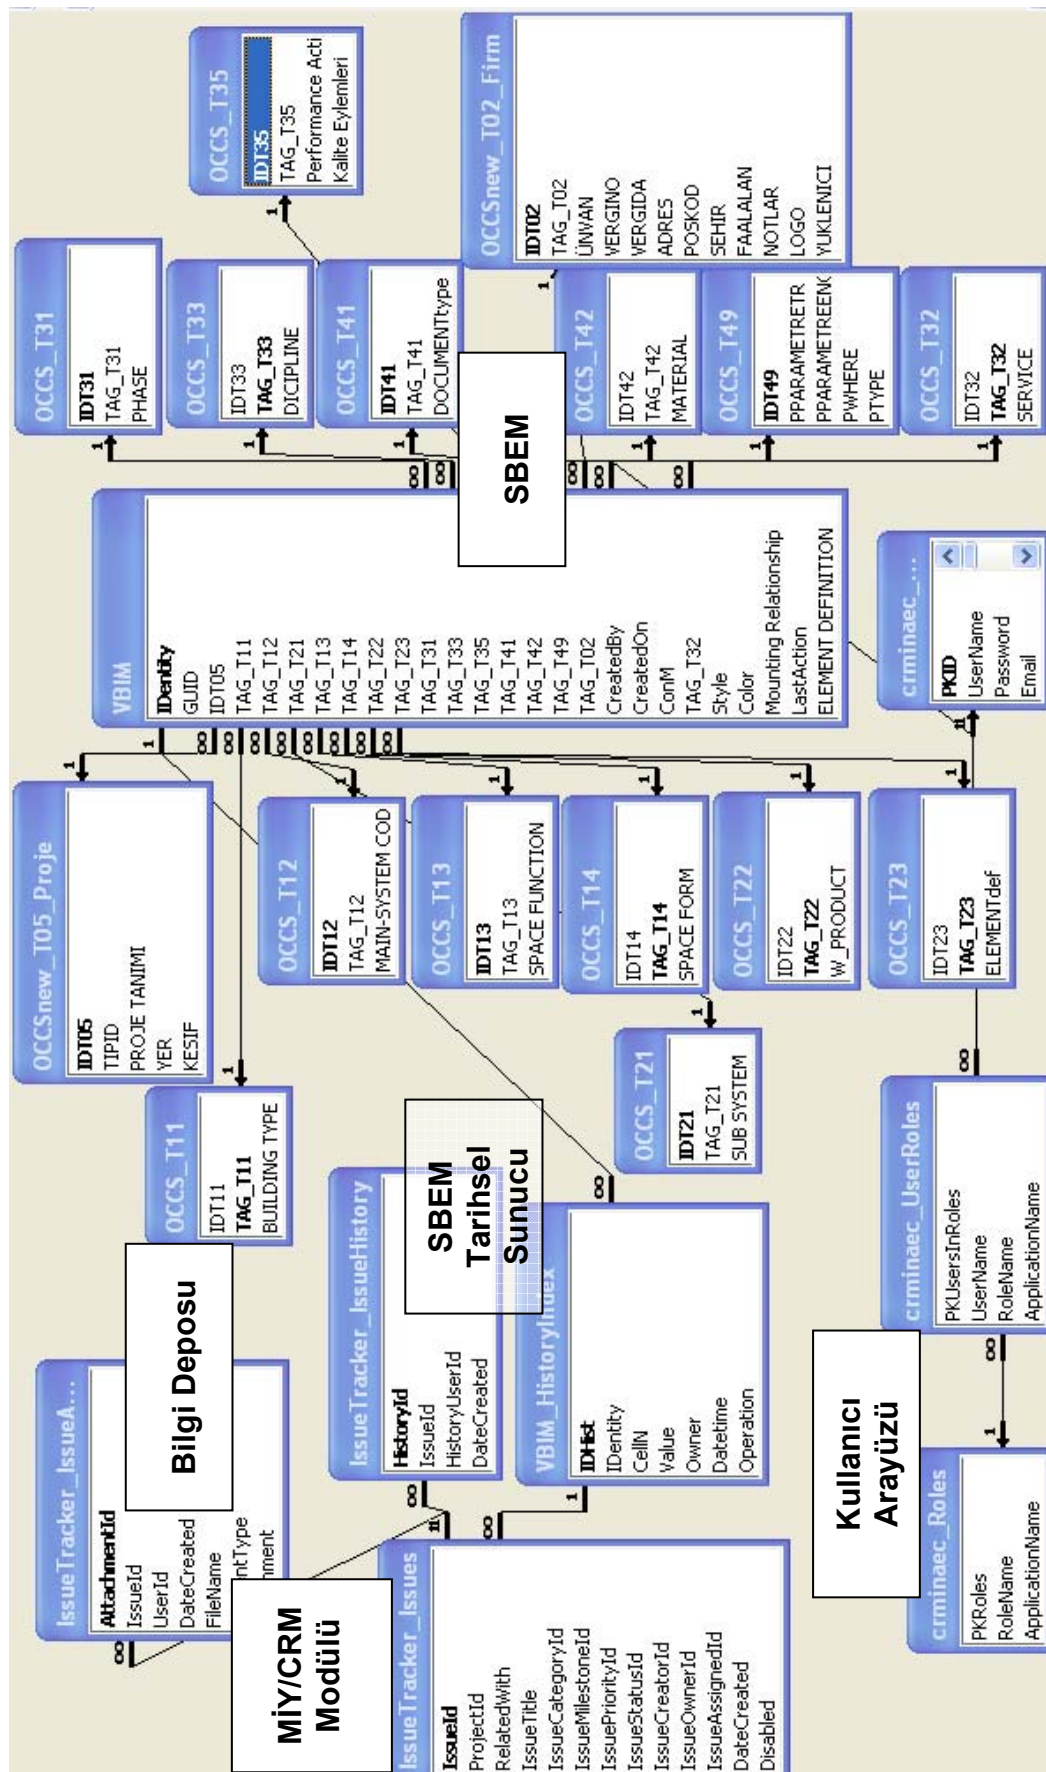 IssueTracker_IssueA...
AttachmentId
IssueId
UserId
DateCreated
FileName
ntType
hment
Bilgi Deposu
OCCS_T11
IDT11
TAG_T11
BUILDING TYPE
OCCSnew_T05_Proje
IDT05
TIPID
PROJE TANIMI
YER
KESIF
VBIM
IDentity
GUID
IDT05
TAG_T11
TAG_T12
TAG_T21
TAG_T13
TAG_T14
TAG_T22
TAG_T23
TAG_T31
TAG_T33
TAG_T35
TAG_T41
TAG_T42
TAG_T49
TAG_T02
CreatedBy
CreatedOn
ConM
TAG_T32
Style
Color
Mounting Relationship
LastAction
ELEMENT DEFINITION
OCCS_T31
IDT31
TAG_T31
PHASE
OCCS_T35
IDT35
TAG_T35
Performance Acti
Kalite Eylemleri
OCCS_T33
IDT33
TAG_T33
DICIPLINE
OCCS_T41
IDT41
TAG_T41
DOCUMENTtype
SBEM
OCCSnew_T02_Firm
IDT02
TAG_T02
ÜNVAN
VERGINO
VERGIDA
ADRES
POSKOD
SEHIR
FAALALAN
NOTLAR
LOGO
YUKLENICI
OCCS_T42
IDT42
TAG_T42
MATERIAL
OCCS_T49
IDT49
PPARAMETRETR
PPARAMETREENG
PWHERE
PTYPE
OCCS_T32
IDT32
TAG_T32
SERVICE
MİY/CRM
Modülü
IssueTracker_Issues
IssueId
ProjectId
RelatedWith
IssueTitle
IssueCategoryId
IssueMilestoneId
IssuePriorityId
IssueStatusId
IssueCreatorId
IssueOwnerId
IssueAssignedId
DateCreated
Disabled
IssueTracker_IssueHistory
HistoryId
IssueId
HistoryUserId
DateCreated
SBEM
Tarihsel
Sunucu
VBIM_HistoryIndex
IDHist
IDentity
CellN
Value
Owner
Datetime
Operation
OCCS_T12
IDT12
TAG_T12
MAIN-SYSTEM COD
OCCS_T13
IDT13
TAG_T13
SPACE FUNCTION
OCCS_T14
IDT14
TAG_T14
SPACE FORM
OCCS_T21
IDT21
TAG_T21
SUB SYSTEM
OCCS_T22
IDT22
TAG_T22
W_PRODUCT
OCCS_T23
IDT23
TAG_T23
ELEMENTdef
Kullanıcı
Arayüzü
crminaec_Roles
PKRoles
RoleName
ApplicationName
crminaec_UserRoles
PKUsersInRoles
UserName
RoleName
ApplicationName
crminaec_...
PKID
UserName
Password
Email